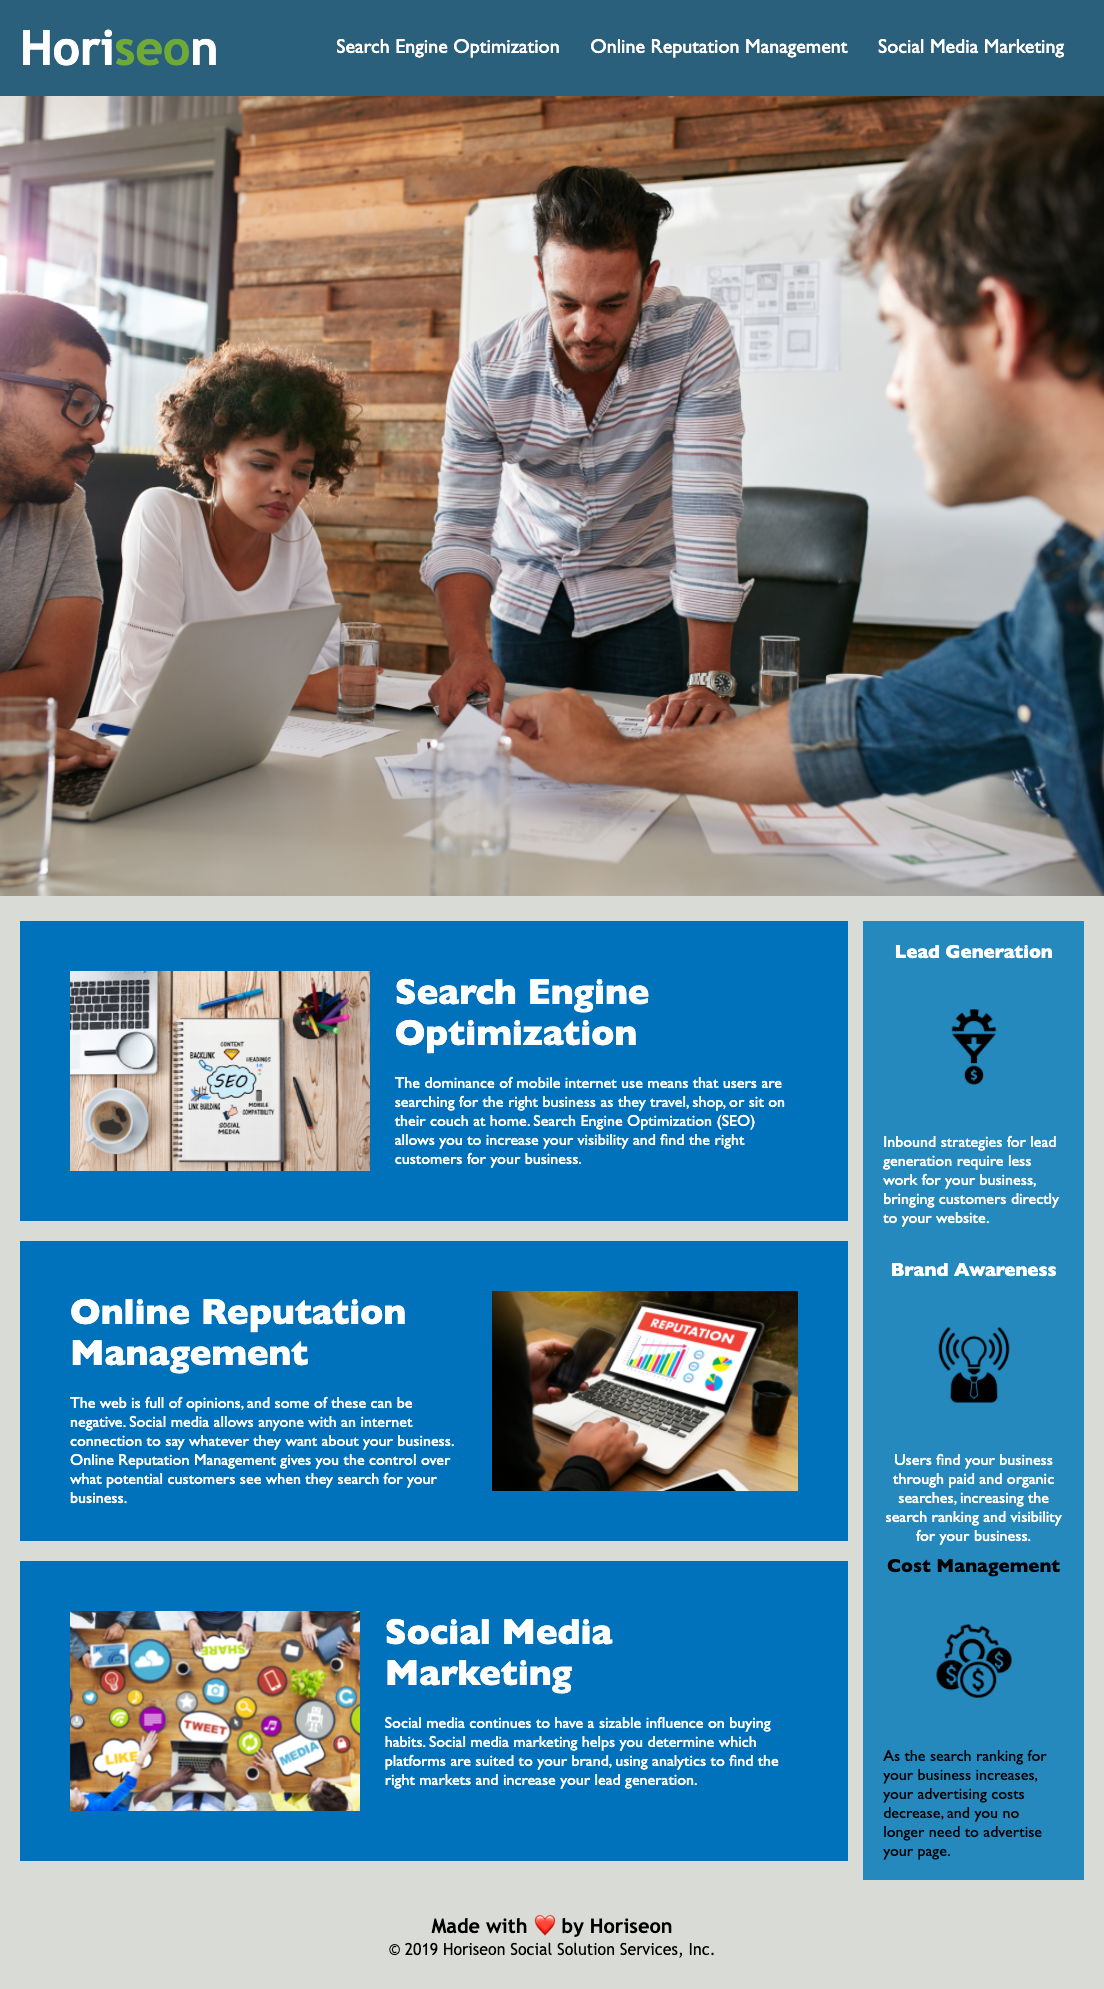 Horiseon
Search Engine Optimization
Online Reputation Management
Social Media Marketing
CONTENT
BACKLINK
HEADINGS
SEO
LINK BUILDING
MOBILE
COMPATIBILITY
SOCIAL
MEDIA
Search Engine
Optimization
The dominance of mobile internet use means that users are
searching for the right business as they travel, shop, or sit on
their couch at home. Search Engine Optimization (SEO)
allows you to increase your visibility and find the right
customers for your business.
Online Reputation
Management
The web is full of opinions, and some of these can be
negative. Social media allows anyone with an internet
connection to say whatever they want about your business.
Online Reputation Management gives you the control over
what potential customers see when they search for your
business.
REPUTATION
SHARE
TWEET
LIKE
MEDIA
Social Media
Marketing
Social media continues to have a sizable influence on buying
habits. Social media marketing helps you determine which
platforms are suited to your brand, using analytics to find the
right markets and increase your lead generation.
Lead Generation
$
Inbound strategies for lead
generation require less
work for your business,
bringing customers directly
to your website.
Brand Awareness
Users find your business
through paid and organic
searches, increasing the
search ranking and visibility
for your business.
Cost Management
$ $ $
As the search ranking for
your business increases,
your advertising costs
decrease, and you no
longer need to advertise
your page.
Made with ❤️ by Horiseon
© 2019 Horiseon Social Solution Services, Inc.